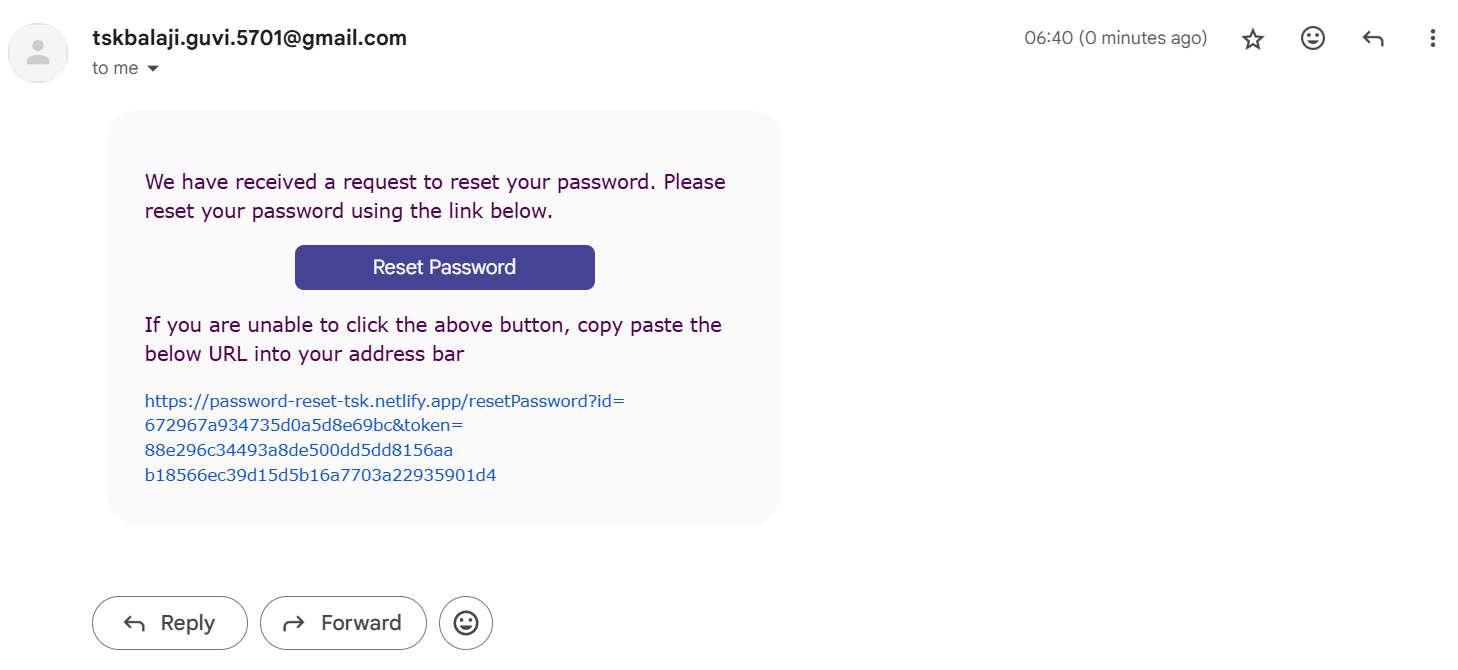 tskbalaji.guvi.5701@gmail.com
06:40 (0 minutes ago)
to me
We have received a request to reset your password. Please
reset your password using the link below.
Reset Password
If you are unable to click the above button, copy paste the
below URL into your address bar
https://password-reset-tsk.netlify.app/resetPassword?id=
672967a934735d0a5d8e69bc&token=
88e296c34493a8de500dd5dd8156aa
b18566ec39d15d5b16a7703a22935901d4
Reply
Forward